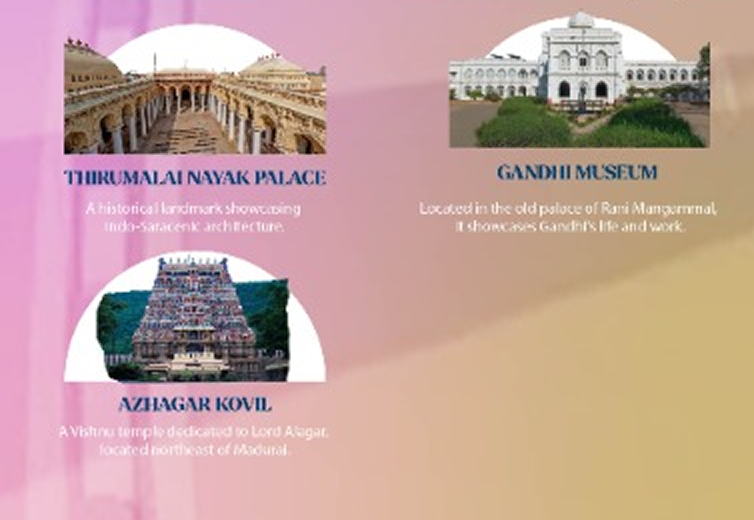 THIRUMALAI NAYAK PALACE
A historical landmark showcasing
Indo-Saracenic architecture.
GANDHI MUSEUM
Located in the old palace of Rani Mangammal,
it showcases Gandhi's life and work.
AZHAGAR KOVIL
A Vishnu temple dedicated to Lord Alagar,
located northeast of Madurai.